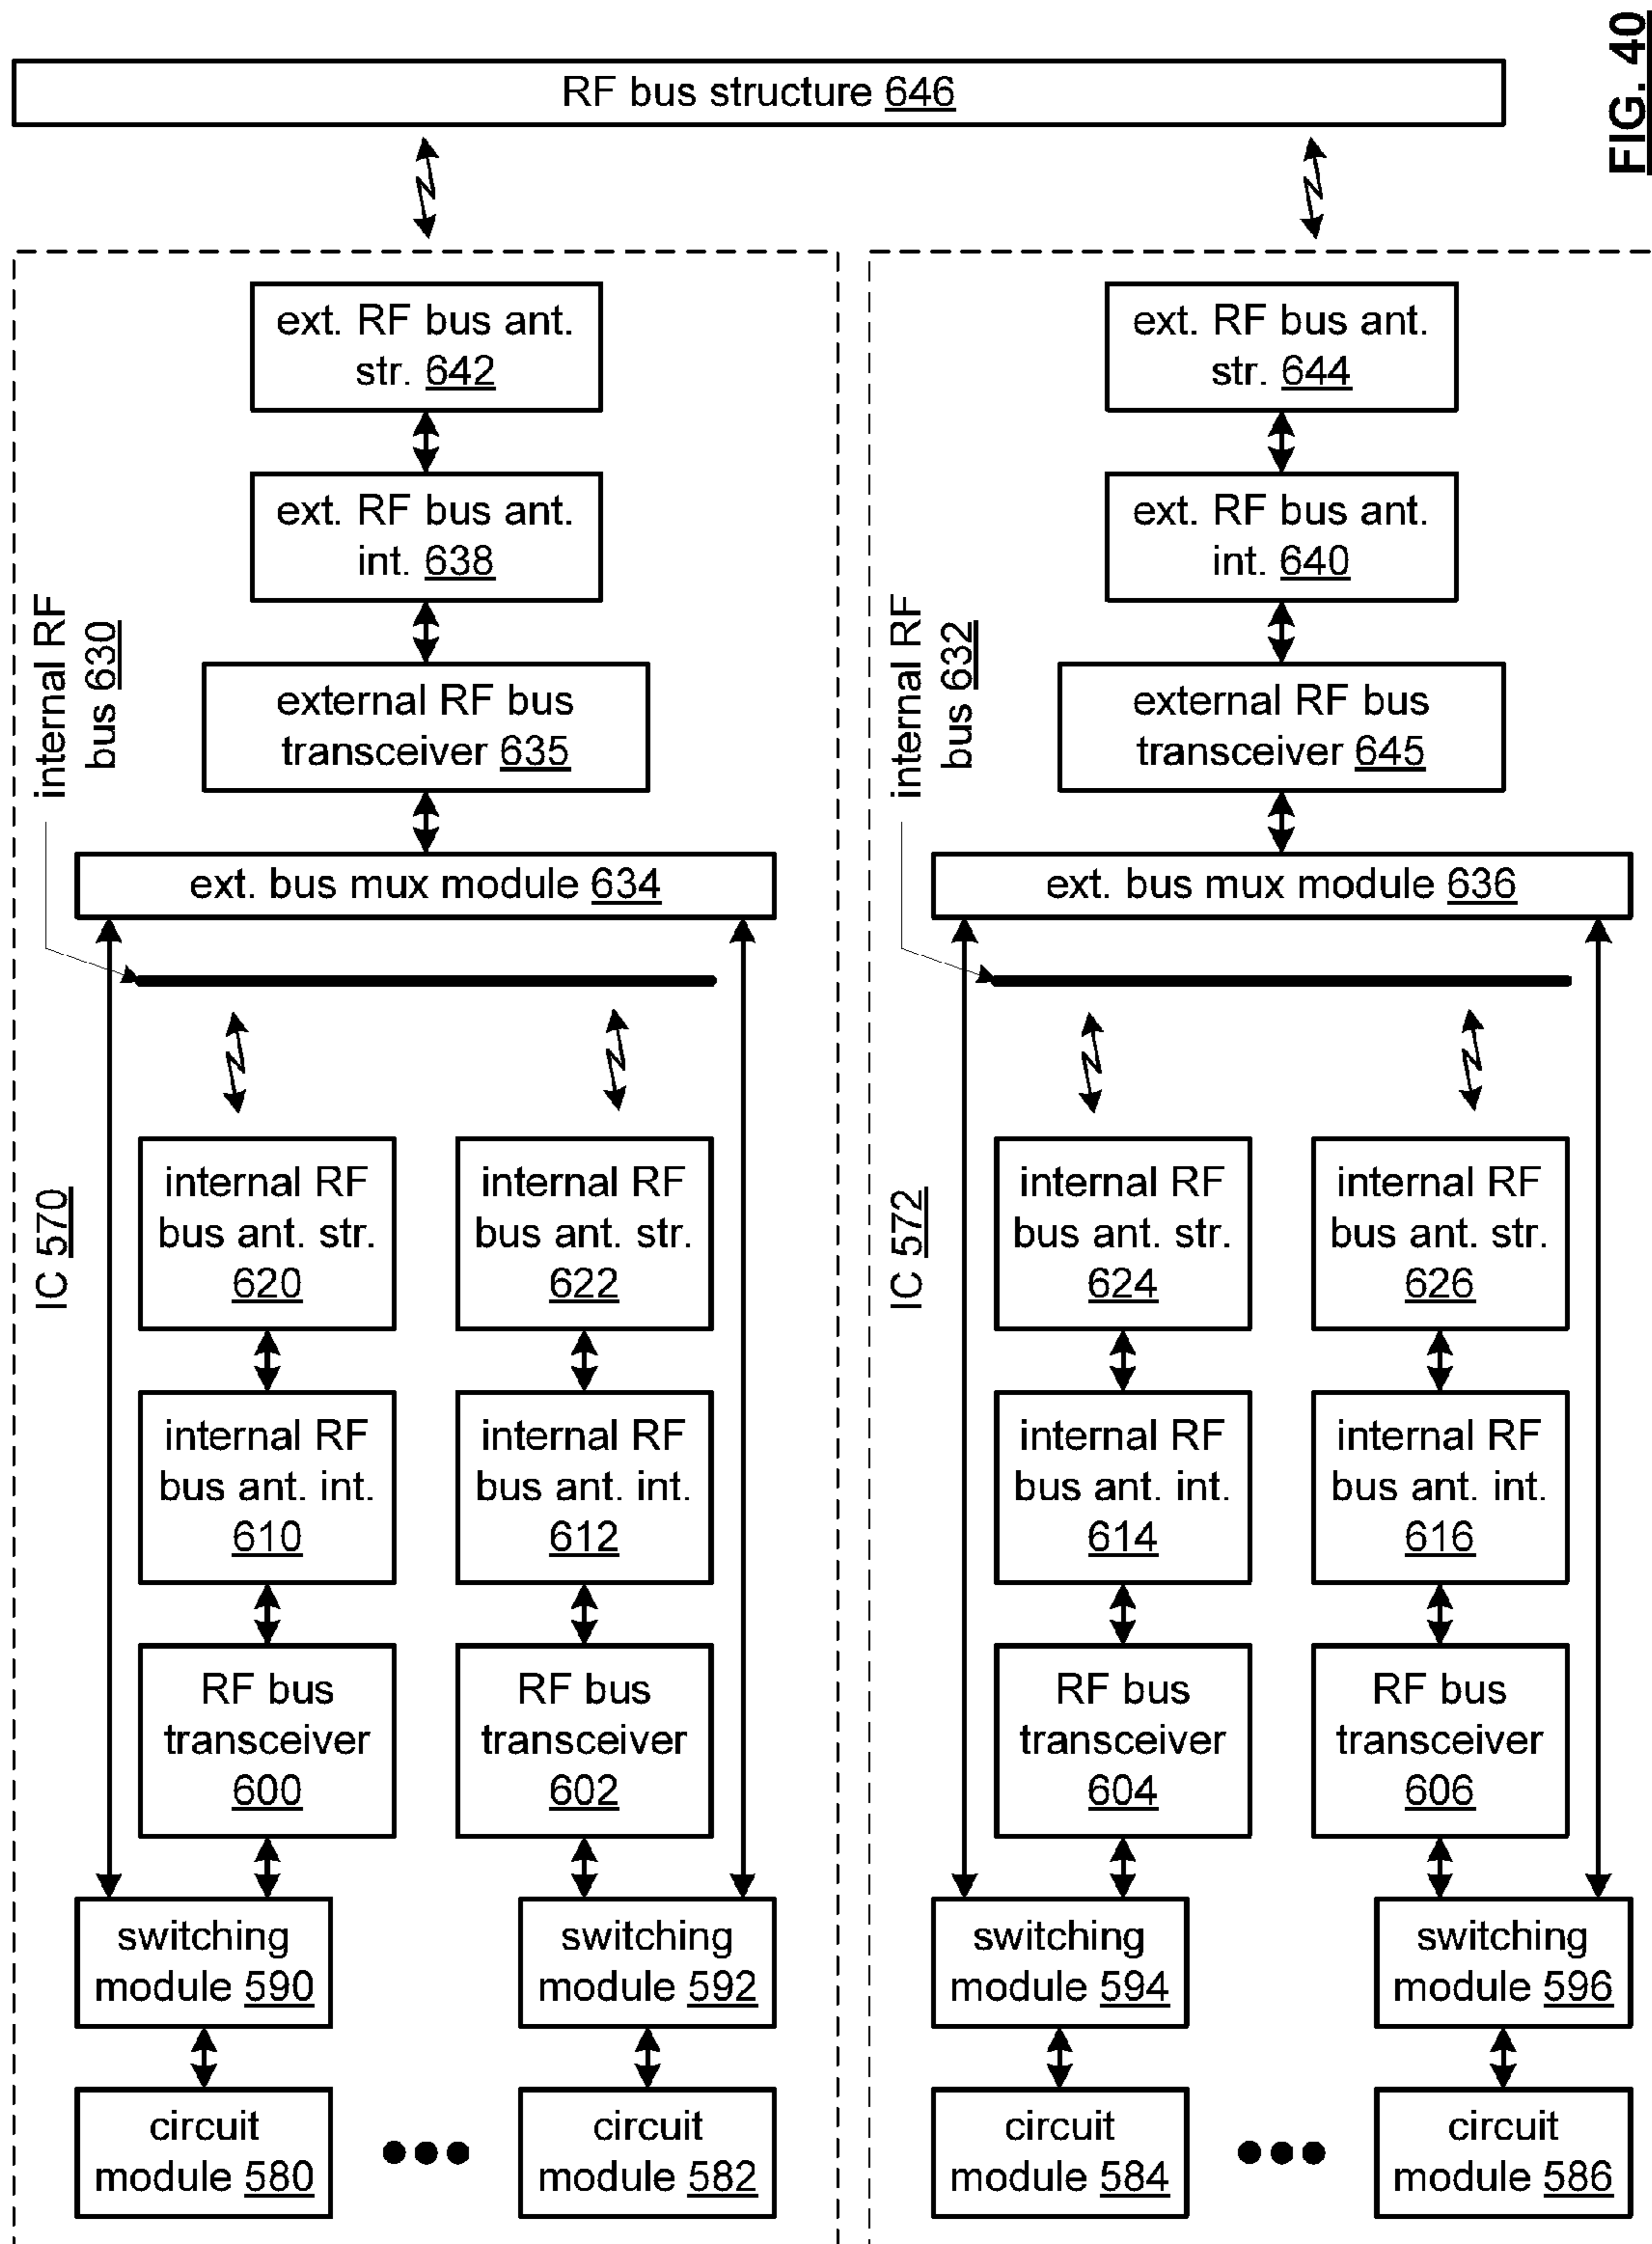 FIG. 40
RF bus structure 646
ext. RF bus ant.
str. 642
ext. RF bus ant.
str. 644
ext. RF bus ant.
int. 638
ext. RF bus ant.
int. 640
internal RF
bus 630
external RF bus
transceiver 635
internal RF
bus 632
external RF bus
transceiver 645
ext. bus mux module 634
ext. bus mux module 636
IC 570
internal RF
bus ant. str.
620
internal RF
bus ant. str.
622
IC 572
internal RF
bus ant. str.
624
internal RF
bus ant. str.
626
internal RF
bus ant. int.
610
internal RF
bus ant. int.
612
internal RF
bus ant. int.
614
internal RF
bus ant. int.
616
RF bus
transceiver
600
RF bus
transceiver
602
RF bus
transceiver
604
RF bus
transceiver
606
switching
module 590
switching
module 592
switching
module 594
switching
module 596
circuit
module 580
circuit
module 582
circuit
module 584
circuit
module 586